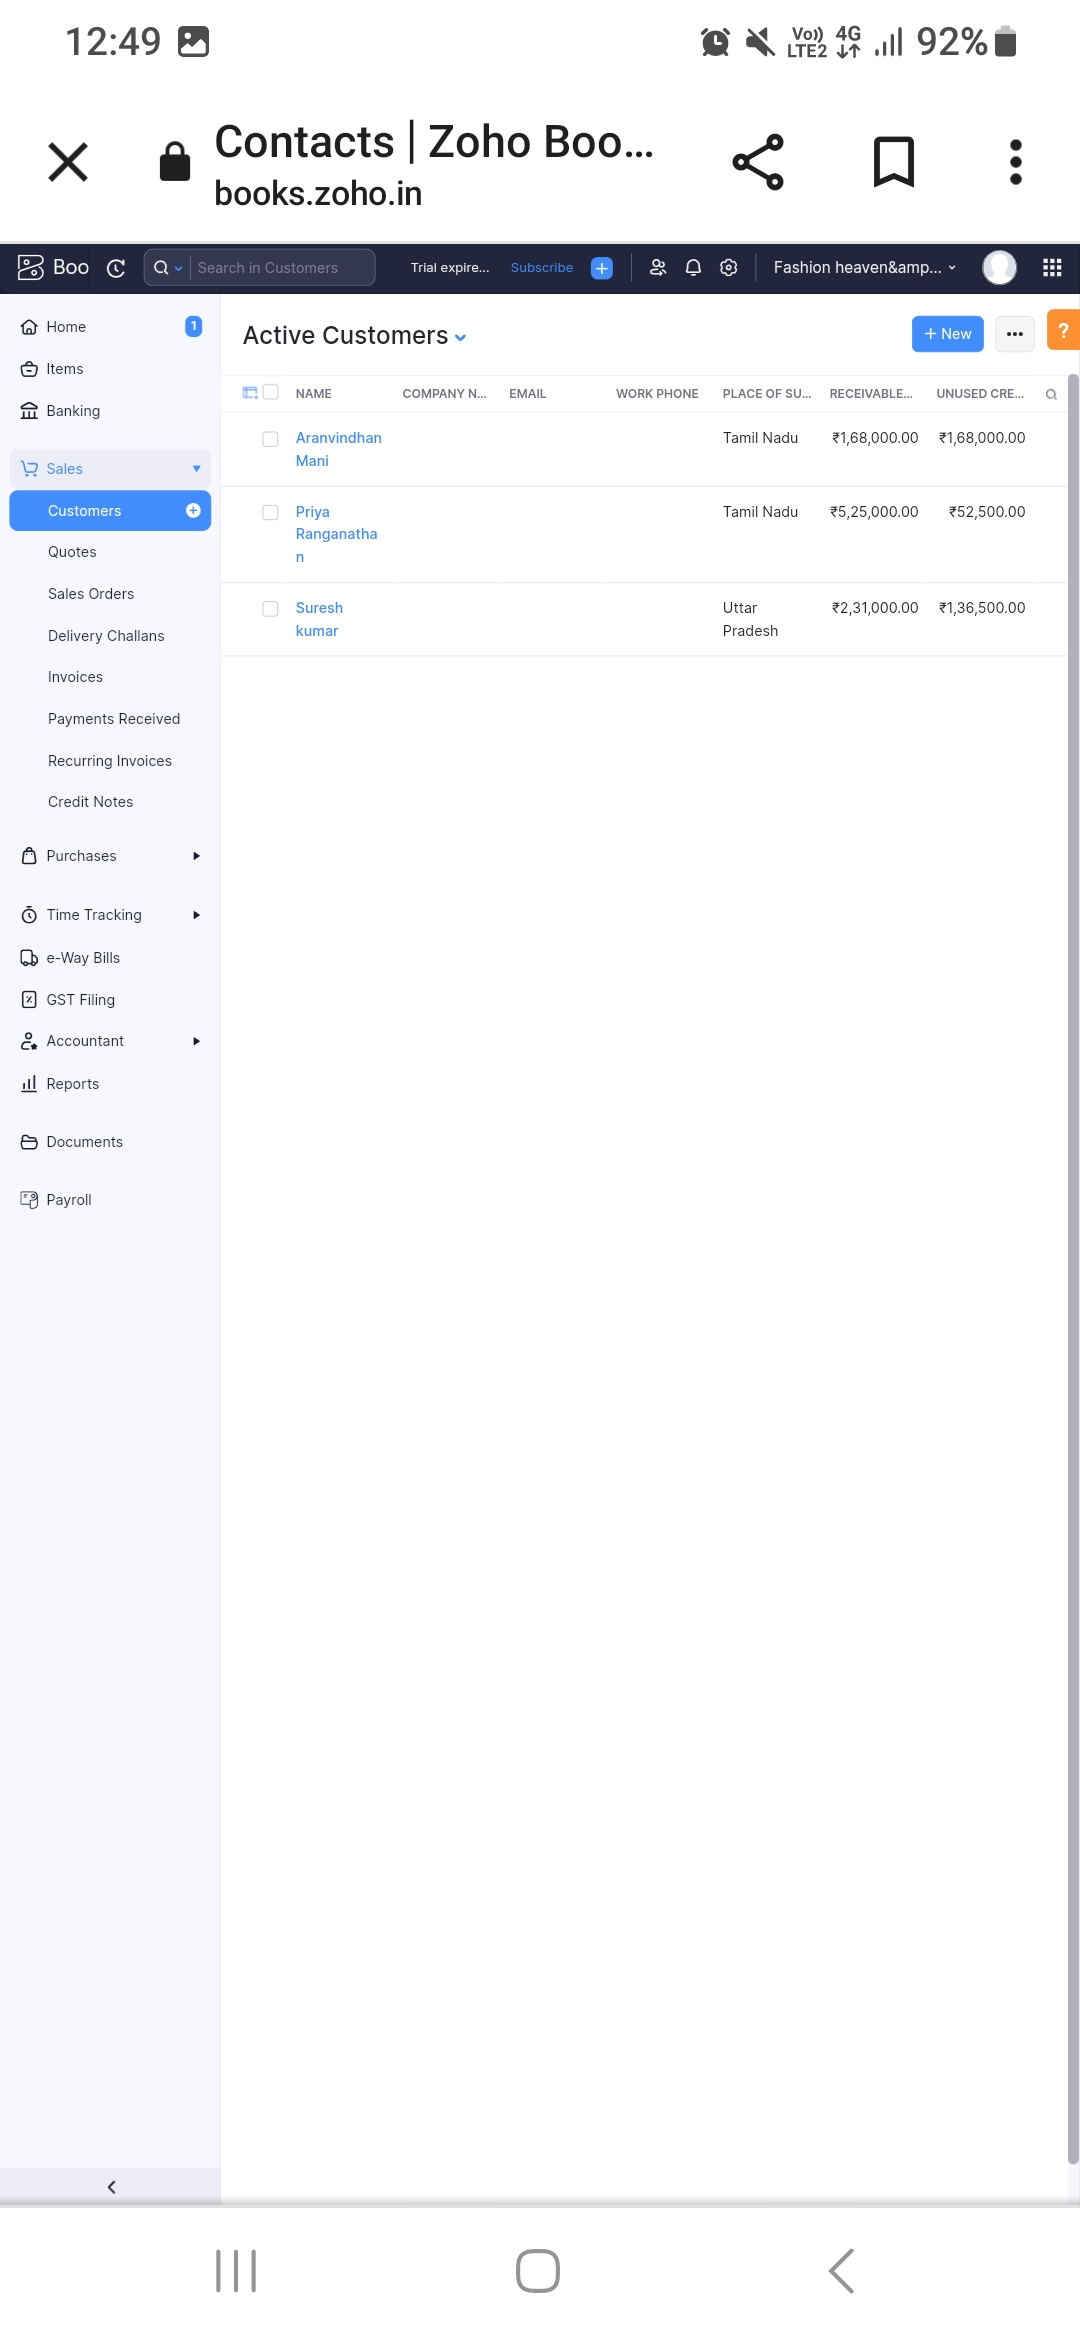 12:49
Vo)) LTE2 4G 92%
Contacts | Zoho Boo...
books.zoho.in
Boo
Search in Customers
Trial expire...
Subscribe
Fashion heaven&amp...
Home 1
Items
Banking
Sales
Customers
Quotes
Sales Orders
Delivery Challans
Invoices
Payments Received
Recurring Invoices
Credit Notes
Purchases
Time Tracking
e-Way Bills
GST Filing
Accountant
Reports
Documents
Payroll
Active Customers
+ New
?
NAME COMPANY N... EMAIL WORK PHONE PLACE OF SU... RECEIVABLE... UNUSED CRE...
Aranvindhan Tamil Nadu ₹1,68,000.00 ₹1,68,000.00
Mani
Priya Tamil Nadu ₹5,25,000.00 ₹52,500.00
Ranganatha
n
Suresh Uttar ₹2,31,000.00 ₹1,36,500.00
kumar Pradesh